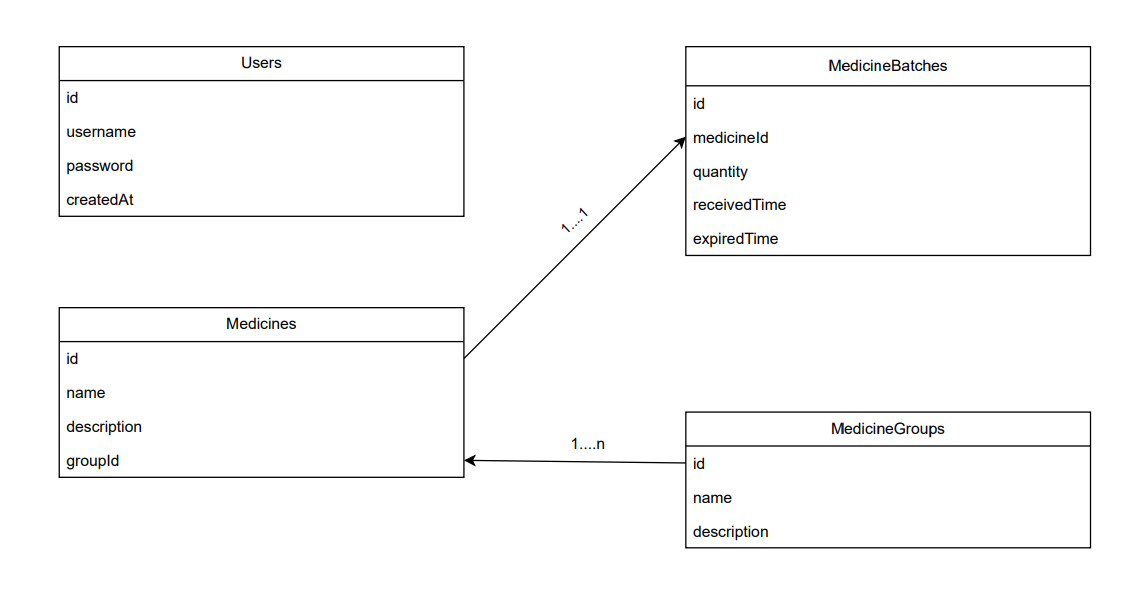 Users
id
username
password
createdAt
MedicineBatches
id
medicineId
quantity
receivedTime
expiredTime
1....1
Medicines
id
name
description
groupId
1....n
MedicineGroups
id
name
description